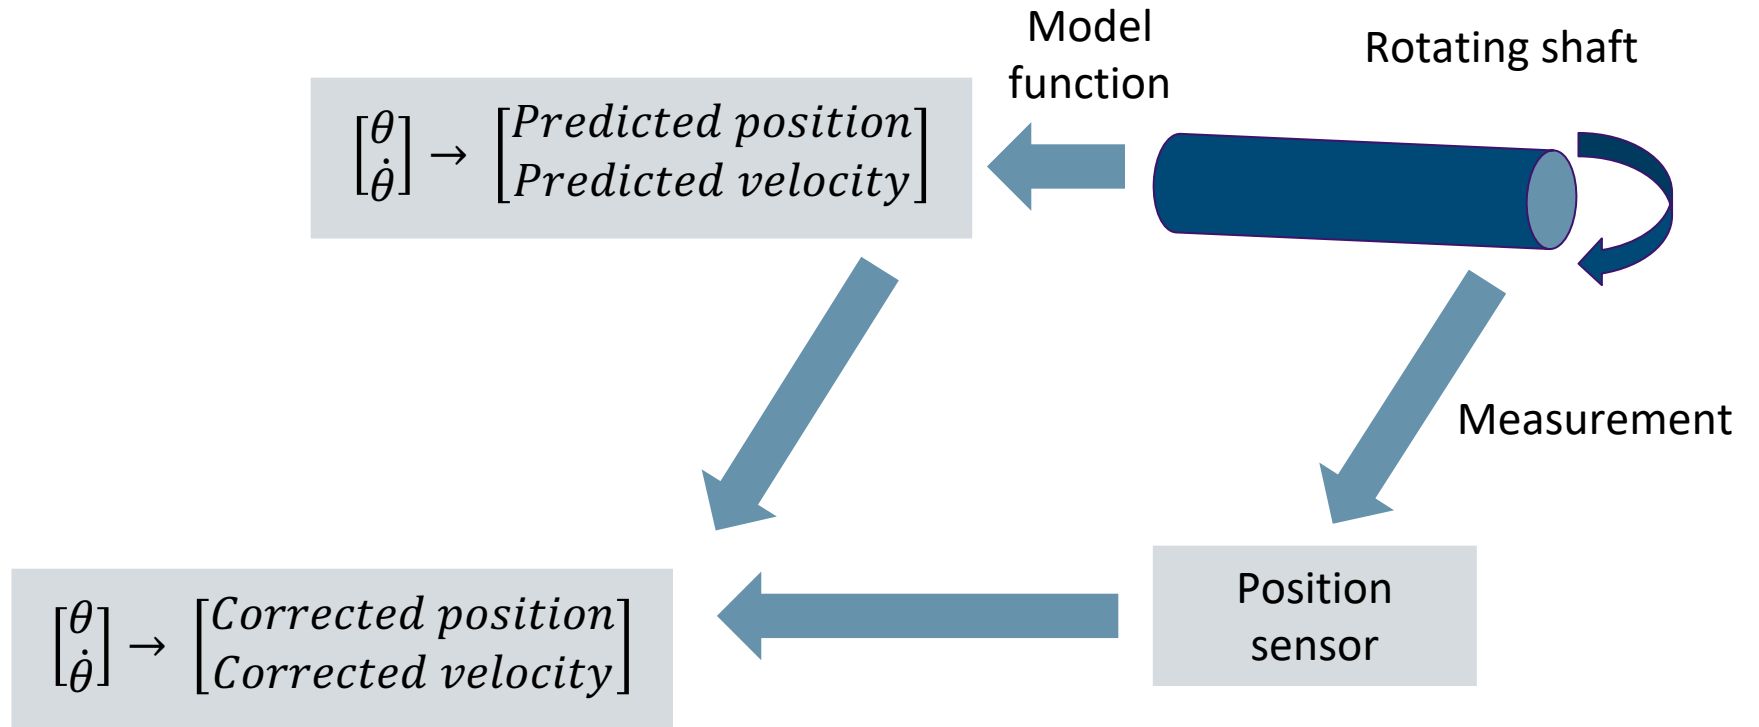 Model
function
Rotating shaft
[θ θ̇] → [Predicted position
Predicted velocity]
Measurement
Position
sensor
[θ θ̇] → [Corrected position
Corrected velocity]